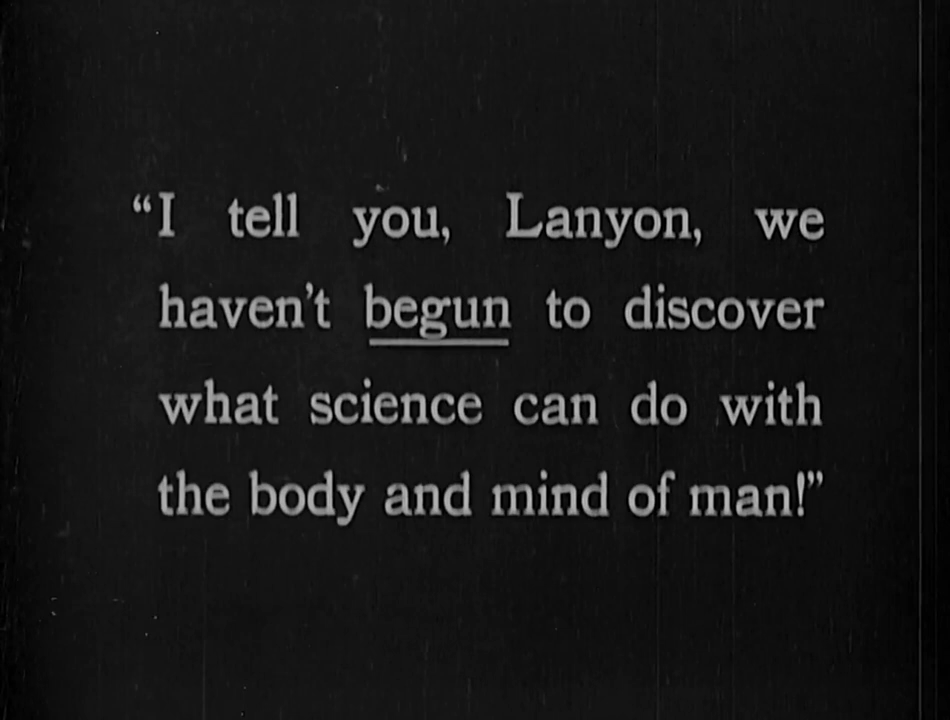 “I tell you, Lanyon, we
haven’t begun to discover
what science can do with
the body and mind of man!”